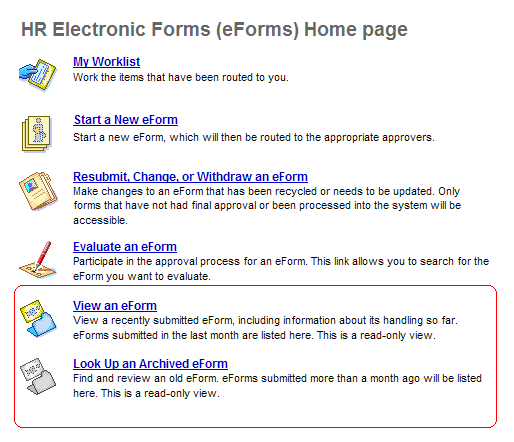 HR Electronic Forms (eForms) Home page
My Worklist
Work the items that have been routed to you.
Start a New eForm
Start a new eForm, which will then be routed to the appropriate approvers.
Resubmit, Change, or Withdraw an eForm
Make changes to an eForm that has been recycled or needs to be updated. Only
forms that have not had final approval or been processed into the system will be
accessible.
Evaluate an eForm
Participate in the approval process for an eForm. This link allows you to search for the
eForm you want to evaluate.
View an eForm
View a recently submitted eForm, including information about its handling so far.
eForms submitted in the last month are listed here. This is a read-only view.
Look Up an Archived eForm
Find and review an old eForm. eForms submitted more than a month ago will be listed
here. This is a read-only view.